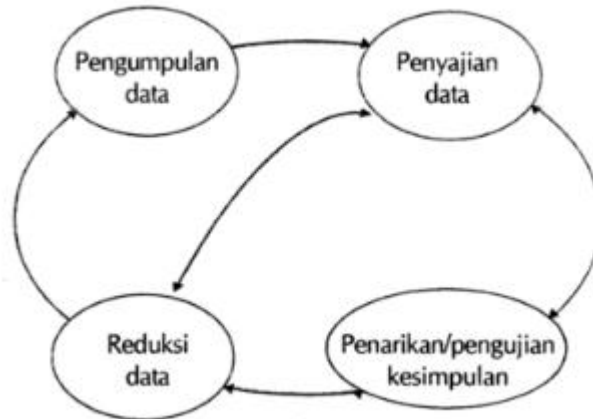 Pengumpulan
data
Penyajian
data
Reduksi
data
Penarikan/pengujian
kesimpulan